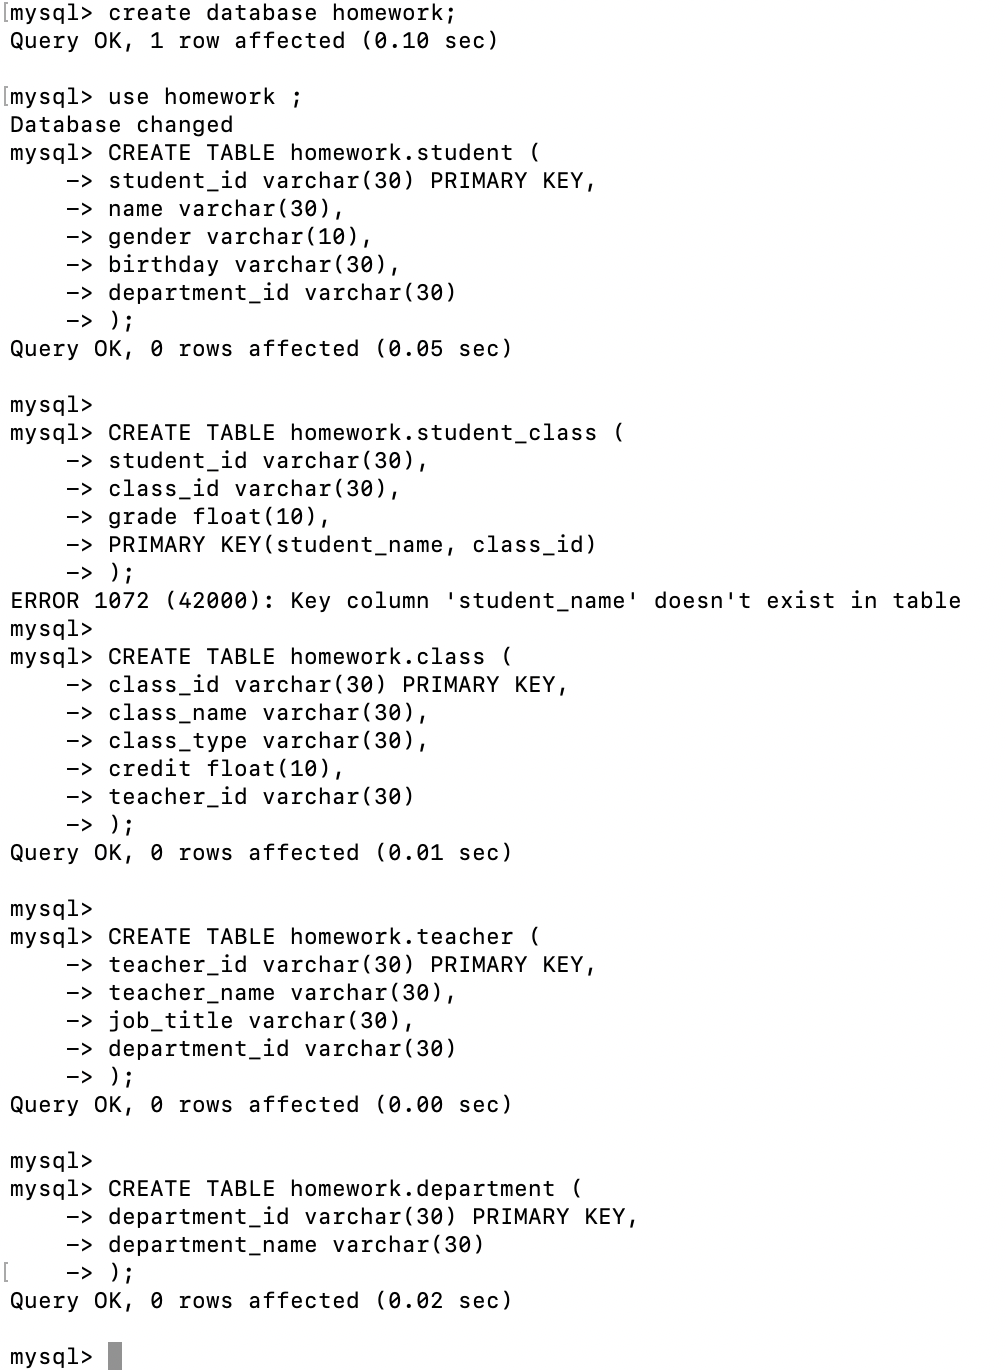 mysql> create database homework;
Query OK, 1 row affected (0.10 sec)
mysql> use homework ;
Database changed
mysql> CREATE TABLE homework.student (
    -> student_id varchar(30) PRIMARY KEY,
    -> name varchar(30),
    -> gender varchar(10),
    -> birthday varchar(30),
    -> department_id varchar(30)
    -> );
Query OK, 0 rows affected (0.05 sec)
mysql>
mysql> CREATE TABLE homework.student_class (
    -> student_id varchar(30),
    -> class_id varchar(30),
    -> grade float(10),
    -> PRIMARY KEY(student_name, class_id)
    -> );
ERROR 1072 (42000): Key column 'student_name' doesn't exist in table
mysql>
mysql> CREATE TABLE homework.class (
    -> class_id varchar(30) PRIMARY KEY,
    -> class_name varchar(30),
    -> class_type varchar(30),
    -> credit float(10),
    -> teacher_id varchar(30)
    -> );
Query OK, 0 rows affected (0.01 sec)
mysql>
mysql> CREATE TABLE homework.teacher (
    -> teacher_id varchar(30) PRIMARY KEY,
    -> teacher_name varchar(30),
    -> job_title varchar(30),
    -> department_id varchar(30)
    -> );
Query OK, 0 rows affected (0.00 sec)
mysql>
mysql> CREATE TABLE homework.department (
    -> department_id varchar(30) PRIMARY KEY,
    -> department_name varchar(30)
    -> );
Query OK, 0 rows affected (0.02 sec)
mysql>